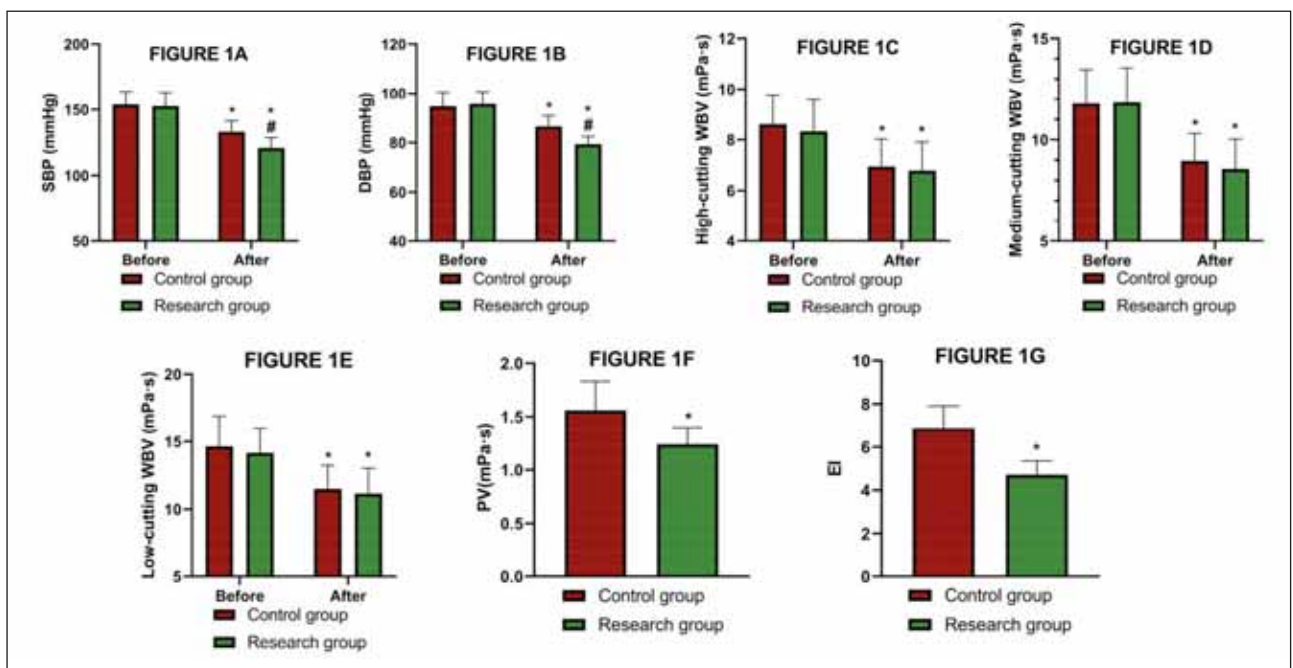 FIGURE 1A
SBP (mmHg)
200
150
100
50
*
*
#
Before
After
Control group
Research group
FIGURE 1B
DBP (mmHg)
120
100
80
60
40
*
*
#
Before
After
Control group
Research group
FIGURE 1C
High-cutting WBV (mPa·s)
12
10
8
6
4
*
*
Before
After
Control group
Research group
FIGURE 1D
Medium-cutting WBV (mPa·s)
15
10
5
*
*
Before
After
Control group
Research group
FIGURE 1E
Low-cutting WBV (mPa·s)
20
15
10
5
*
*
Before
After
Control group
Research group
FIGURE 1F
PV(mPa·s)
2.0
1.5
1.0
0.5
0.0
*
Control group
Research group
FIGURE 1G
EI
10
8
6
4
2
0
*
Control group
Research group